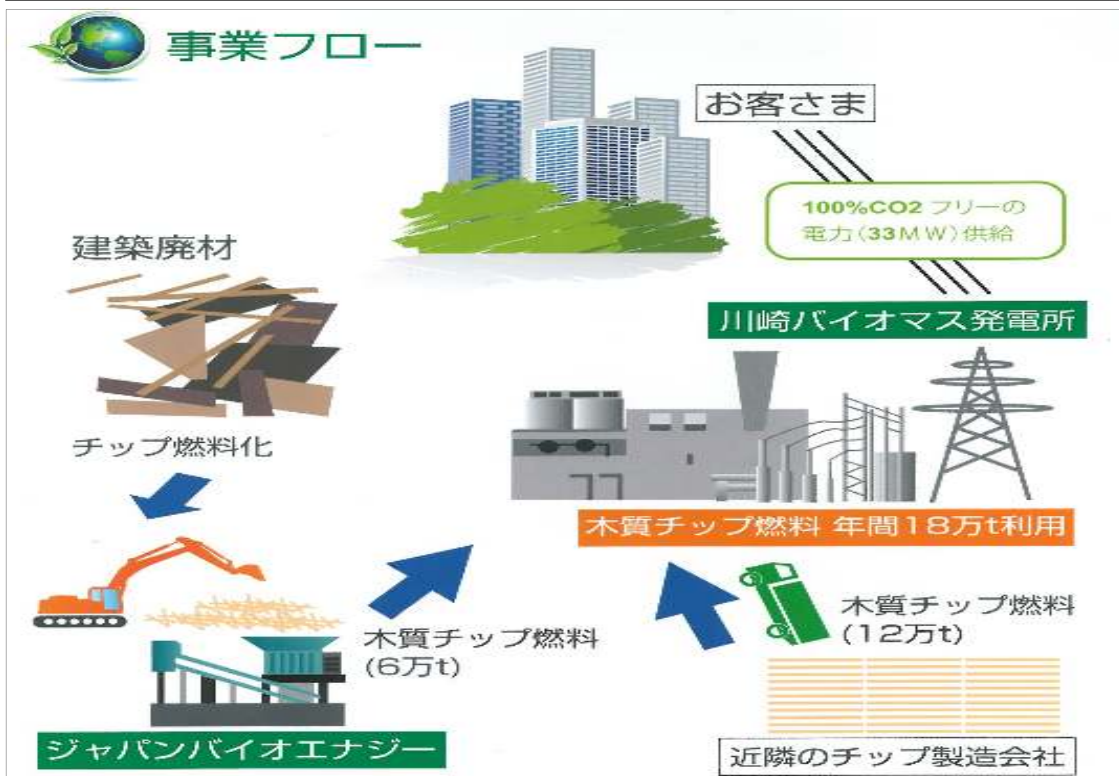 事業フロー
お客さま
100%CO2 フリーの
電力(33MW)供給
建築廃材
川崎バイオマス発電所
チップ燃料化
木質チップ燃料 年間18万t利用
木質チップ燃料
(6万t)
木質チップ燃料
(12万t)
ジャパンバイオエナジー
近隣のチップ製造会社